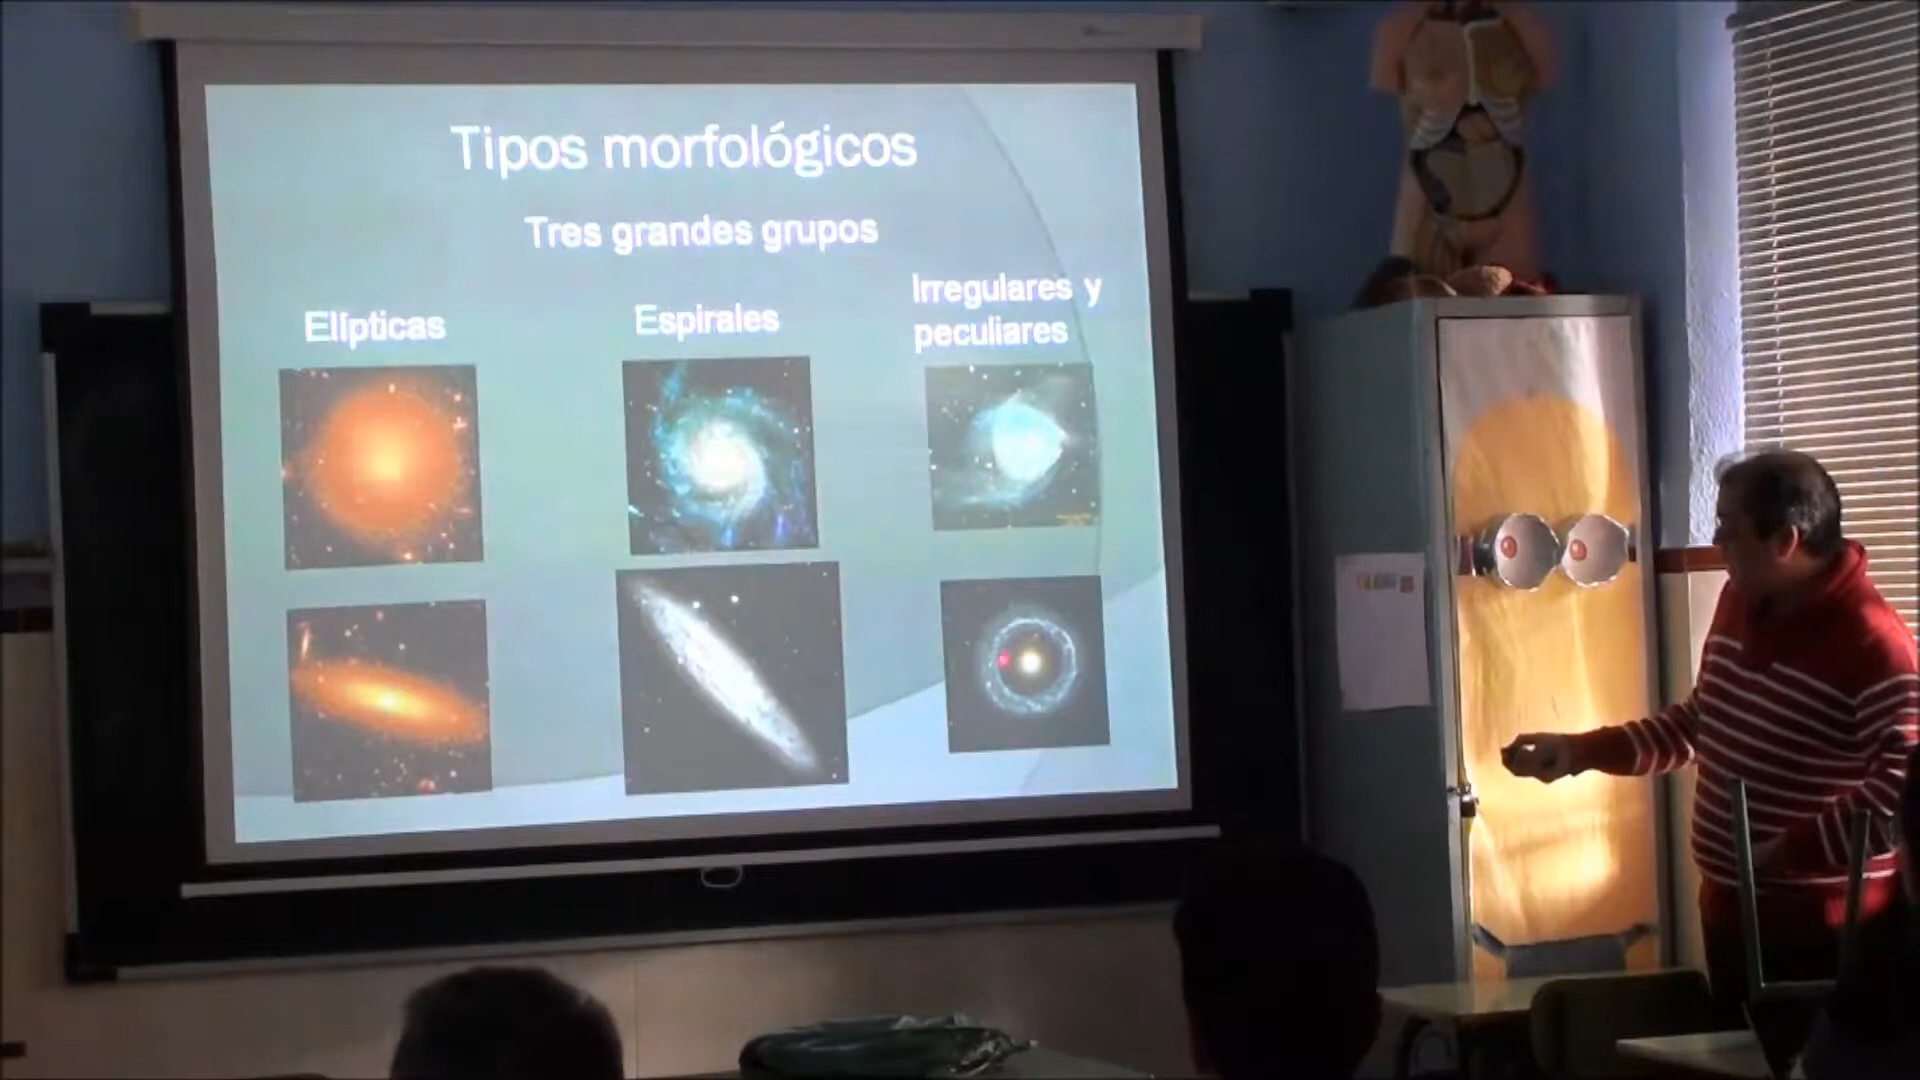 Tipos morfológicos
Tres grandes grupos
Elípticas
Espirales
Irregulares y
peculiares